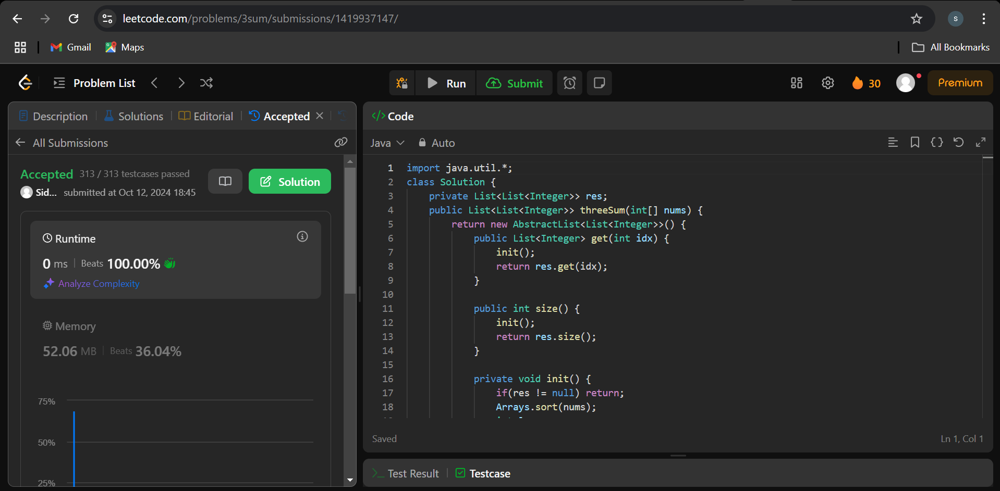 leetcode.com/problems/3sum/submissions/1419937147/
S
Gmail
Maps
All Bookmarks
Problem List
Run
Submit
30
Premium
Description
Solutions
Editorial
Accepted
All Submissions
Accepted 313 / 313 testcases passed
Sid... submitted at Oct 12, 2024 18:45
Solution
Runtime
0 ms Beats 100.00%
Analyze Complexity
Memory
52.06 MB Beats 36.04%
75%
50%
25%
</> Code
Java
Auto
1 import java.util.*;
2 class Solution {
3 private List<List<Integer>> res;
4 public List<List<Integer>> threeSum(int[] nums) {
5 return new AbstractList<List<Integer>>() {
6 public List<Integer> get(int idx) {
7 init();
8 return res.get(idx);
9 }
10
11 public int size() {
12 init();
13 return res.size();
14 }
15
16 private void init() {
17 if(res != null) return;
18 Arrays.sort(nums);
Saved
Ln 1, Col 1
Test Result
Testcase